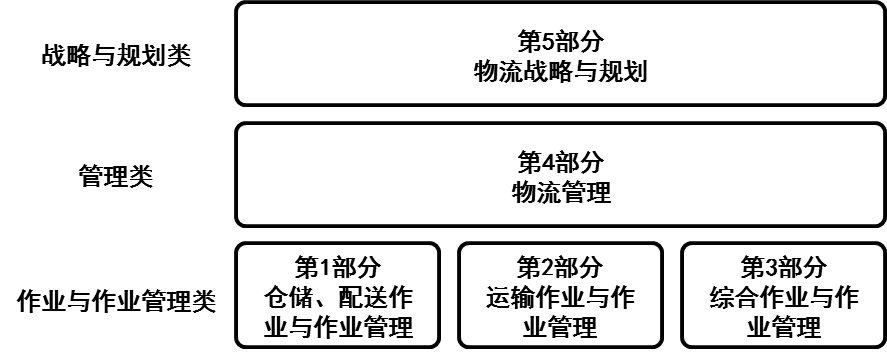 战略与规划类
第5部分
物流战略与规划
管理类
第4部分
物流管理
作业与作业管理类
第1部分
仓储、配送作
业与作业管理
第2部分
运输作业与作
业管理
第3部分
综合作业与作
业管理